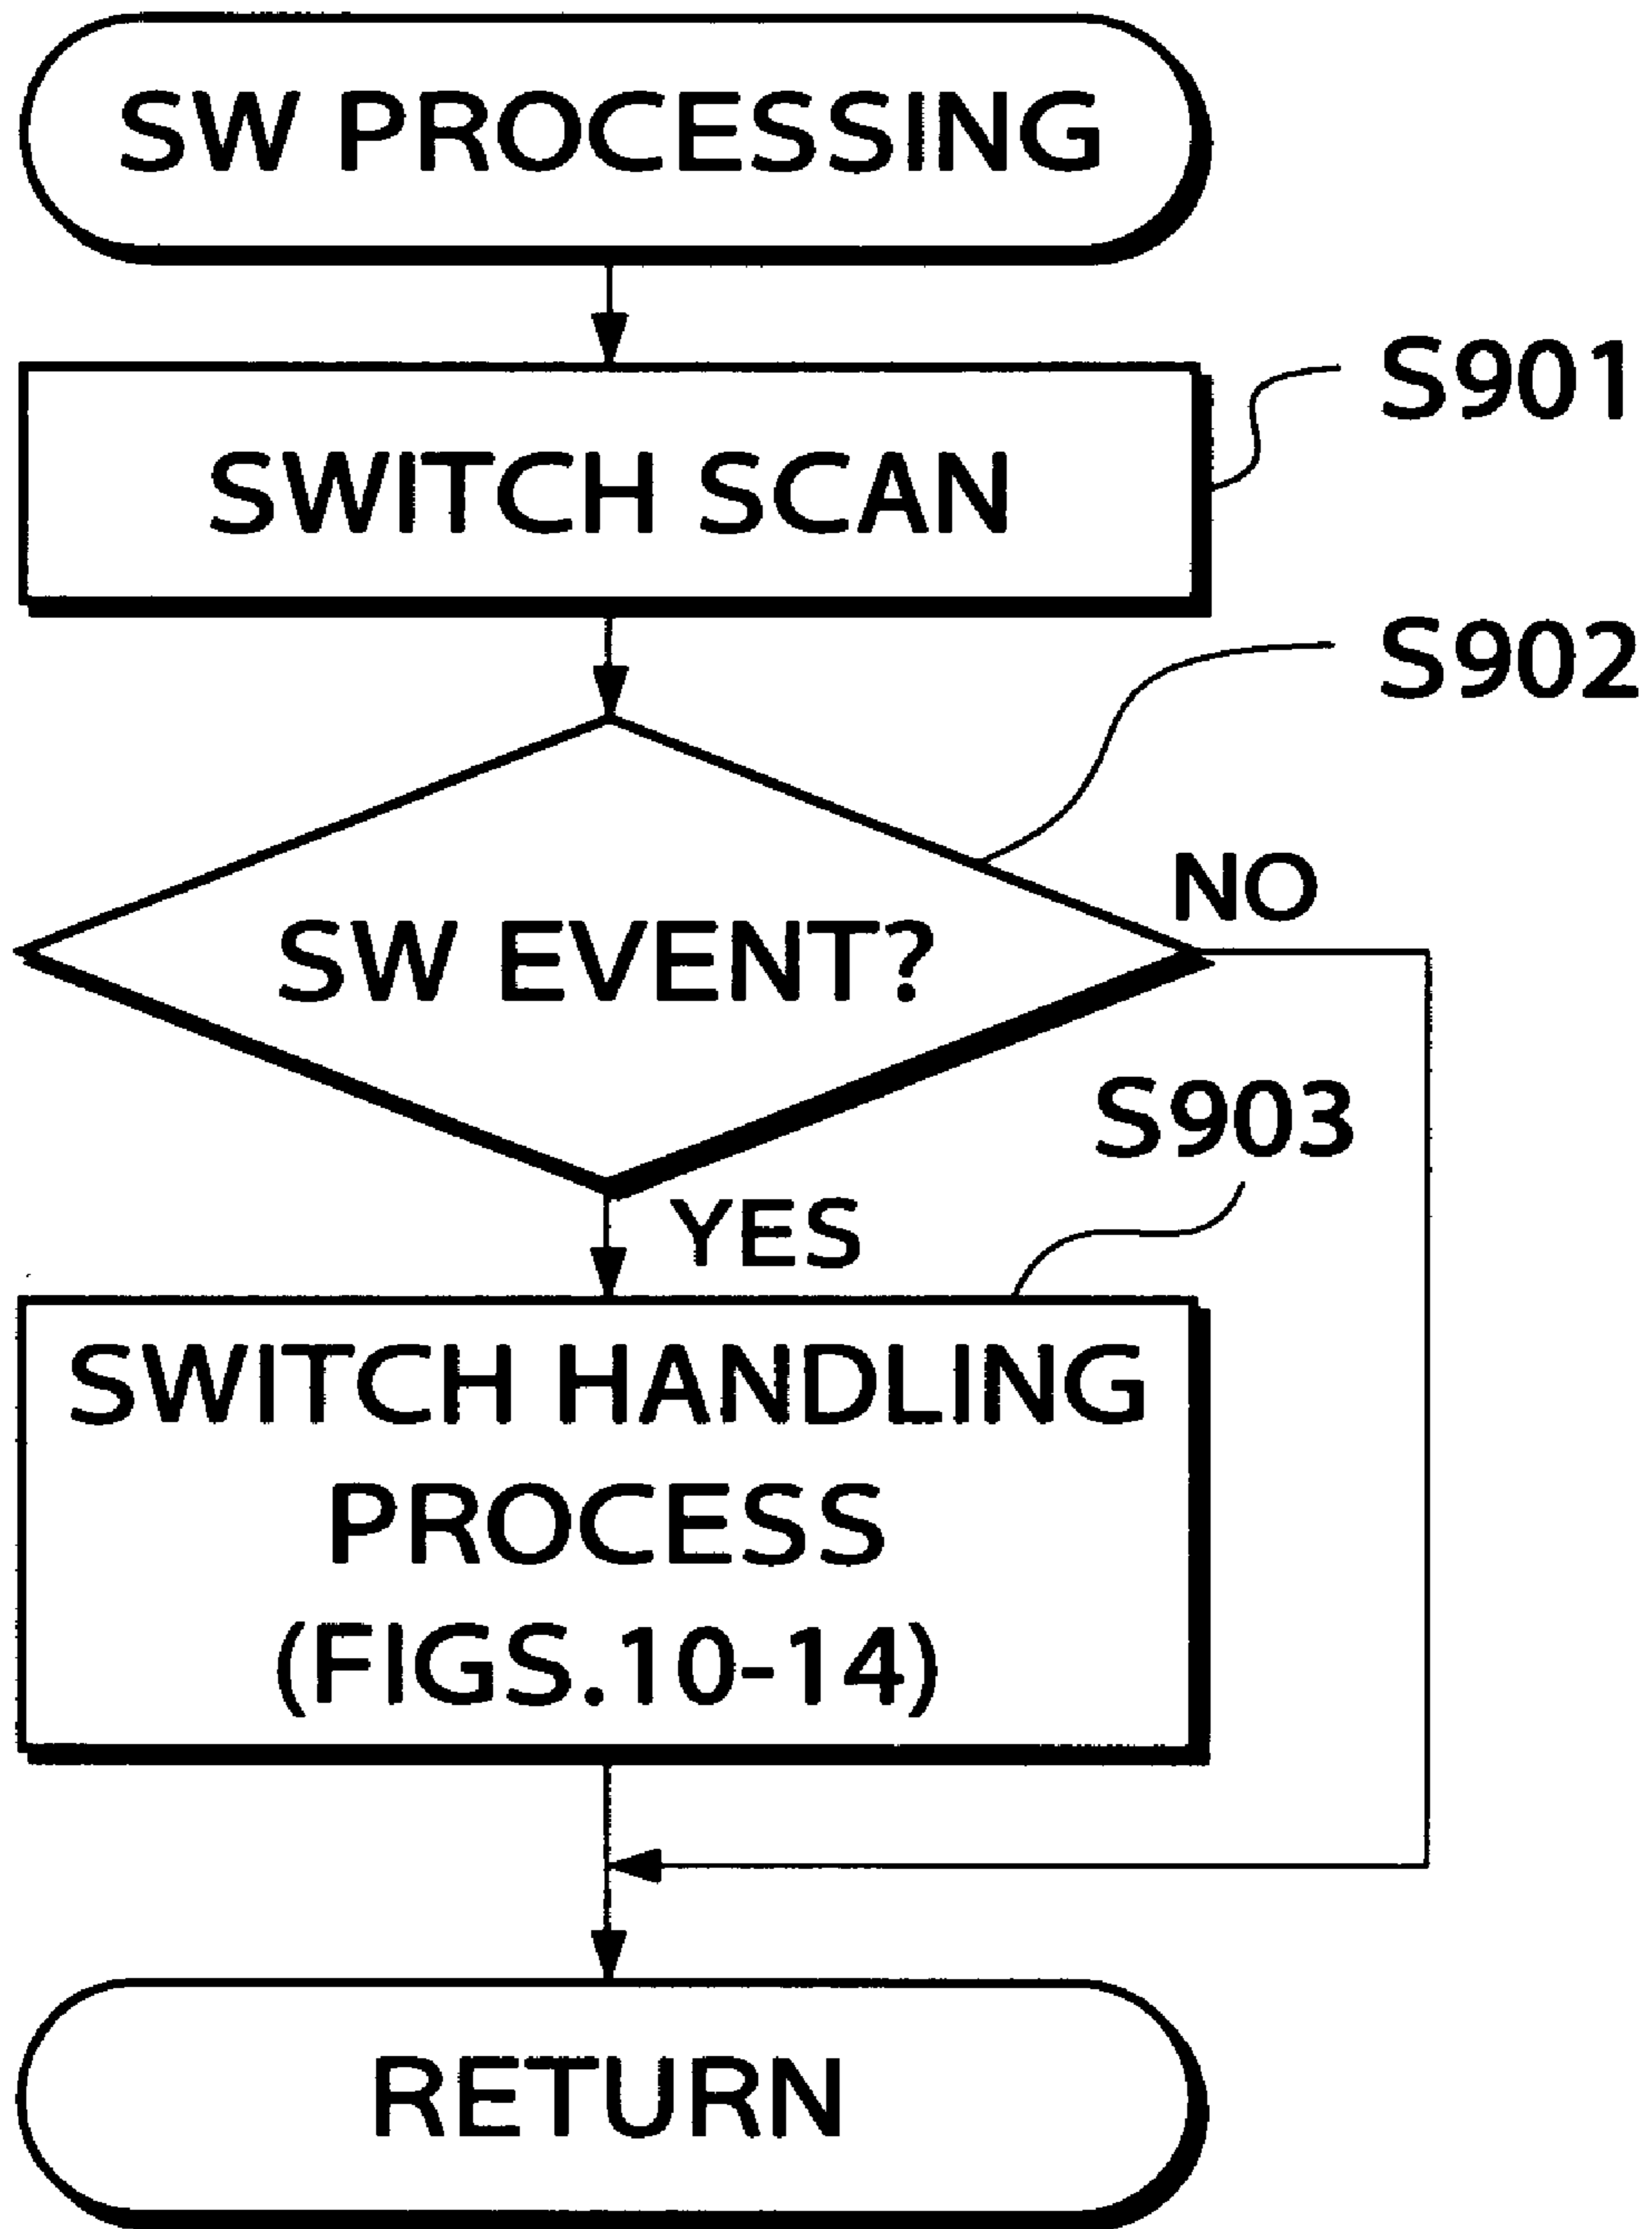 SW PROCESSING
S901
SWITCH SCAN
S902
NO
SW EVENT?
S903
YES
SWITCH HANDLING
PROCESS
(FIGS.10-14)
RETURN